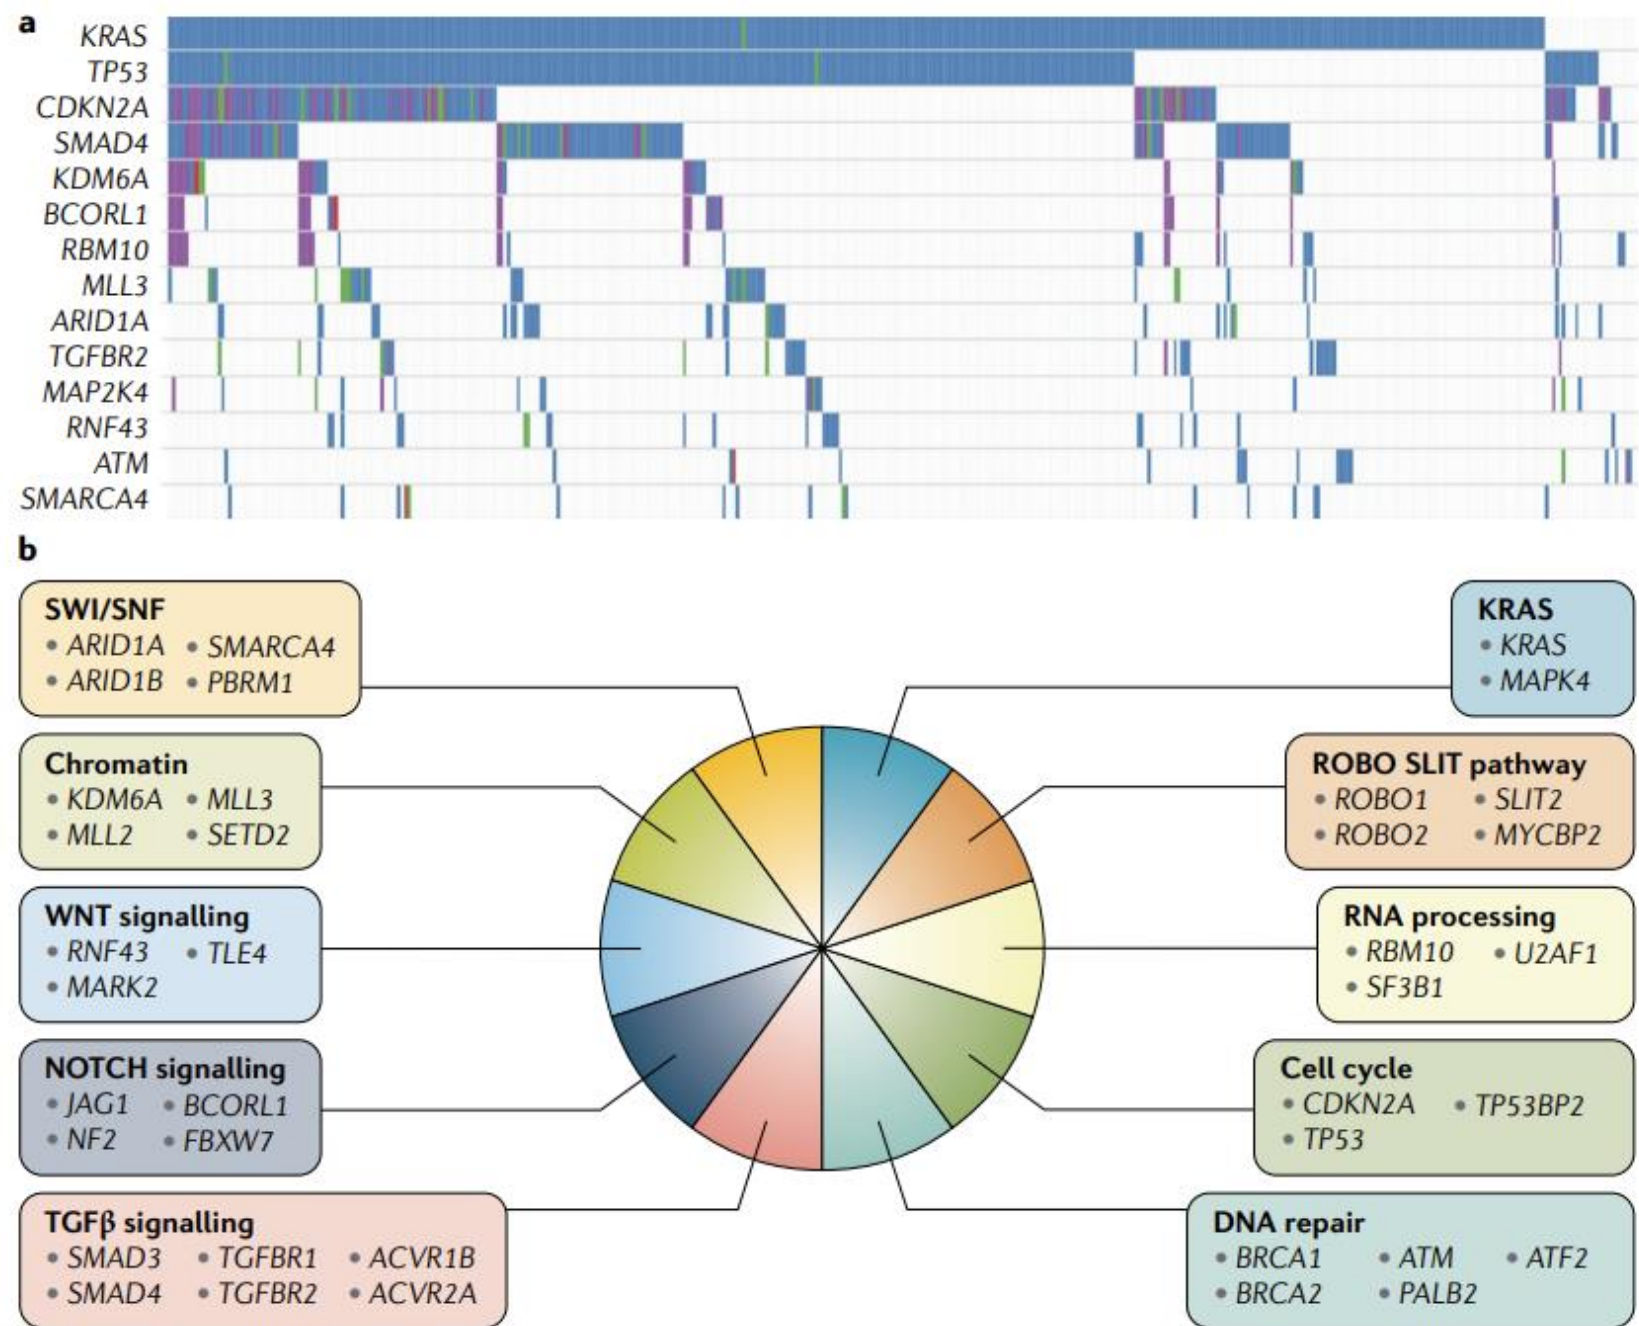 a
KRAS
TP53
CDKN2A
SMAD4
KDM6A
BCORL1
RBM10
MLL3
ARID1A
TGFBR2
MAP2K4
RNF43
ATM
SMARCA4
b
SWI/SNF
• ARID1A • SMARCA4
• ARID1B • PBRM1
Chromatin
• KDM6A • MLL3
• MLL2 • SETD2
WNT signalling
• RNF43 • TLE4
• MARK2
NOTCH signalling
• JAG1 • BCORL1
• NF2 • FBXW7
TGFβ signalling
• SMAD3 • TGFBR1 • ACVR1B
• SMAD4 • TGFBR2 • ACVR2A
KRAS
• KRAS
• MAPK4
ROBO SLIT pathway
• ROBO1 • SLIT2
• ROBO2 • MYCBP2
RNA processing
• RBM10 • U2AF1
• SF3B1
Cell cycle
• CDKN2A • TP53BP2
• TP53
DNA repair
• BRCA1 • ATM • ATF2
• BRCA2 • PALB2